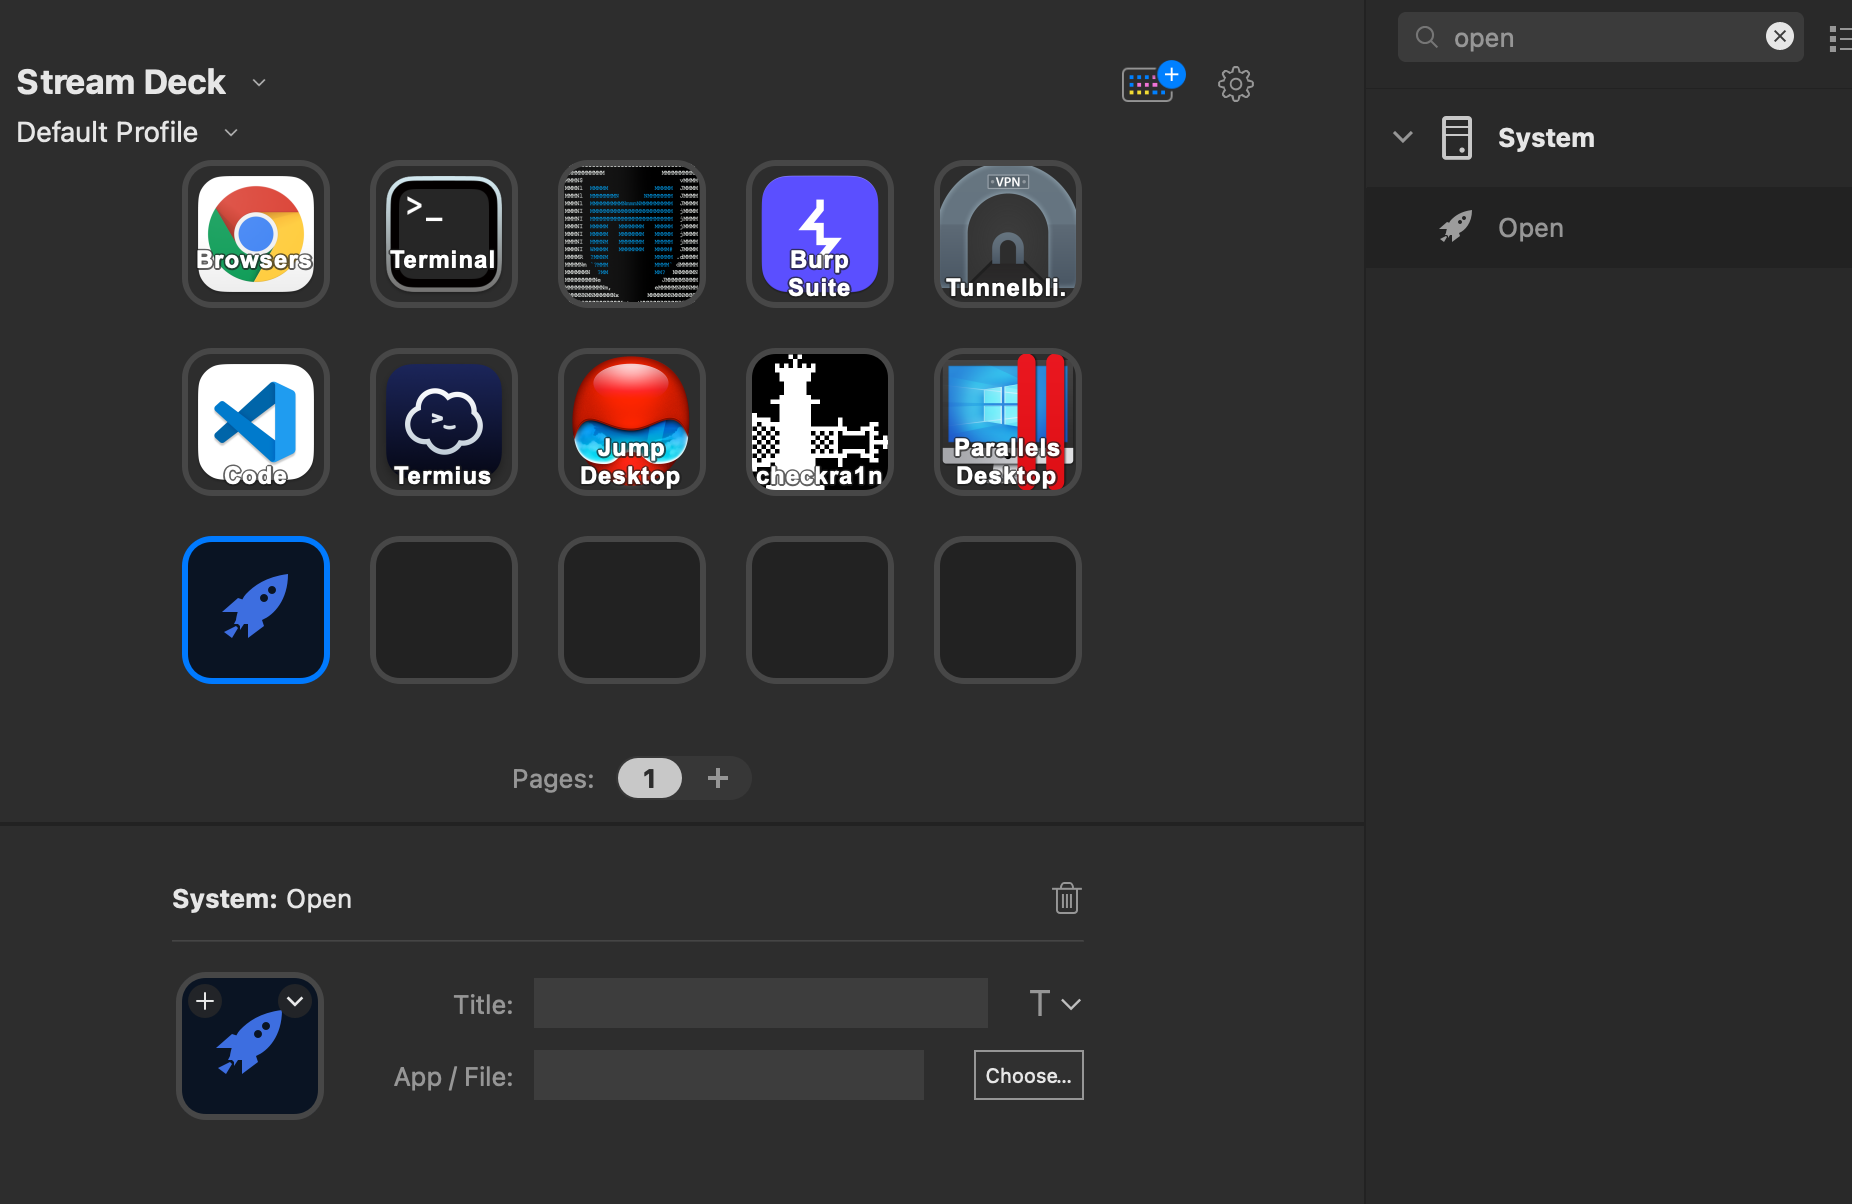 open
Stream Deck
Default Profile
System
Open
VPN
Browsers
>_
Terminal
Burp
Suite
Tunnelbli.
Code
Termius
Jump
Desktop
checkra1n
Parallels
Desktop
Pages: 1 +
System: Open
Title:
T
App / File:
Choose...